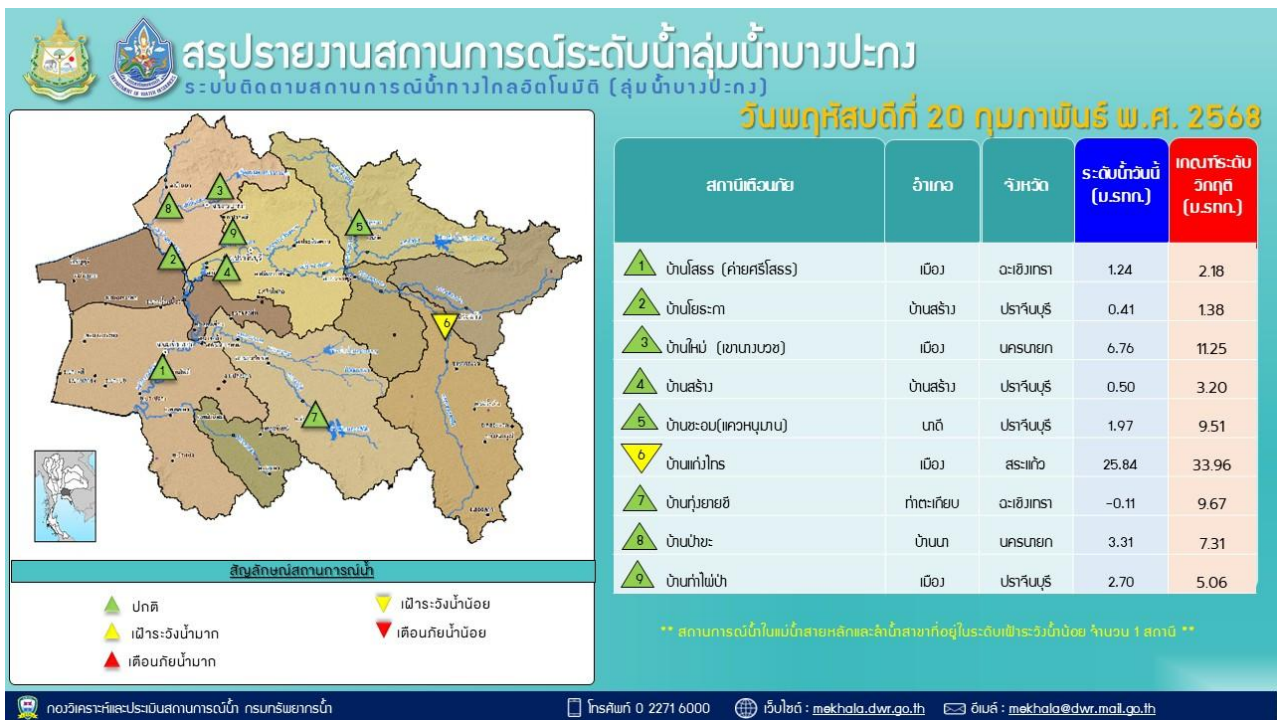 สรุปรายงานสถานการณ์ระดับน้ำลุ่มน้ำบางปะกง
ระบบติดตามสถานการณ์น้ำทางไกลอัตโนมัติ (ลุ่มน้ำบางปะกง)
วันพฤหัสบดีที่ 20 กุมภาพันธ์ พ.ศ. 2568
3
8
9
5
2
4
6
1
7
สัญลักษณ์สถานการณ์น้ำ
ปกติ
เฝ้าระวังน้ำน้อย
เฝ้าระวังน้ำมาก
เตือนภัยน้ำน้อย
เตือนภัยน้ำมาก
สถานีเตือนภัย อำเภอ จังหวัด ระดับน้ำวันนี้ (ม.รทก.) เกณฑ์ระดับวิกฤติ (ม.รทก.)
1 บ้านโสธร (ค่ายศรีโสธร) เมือง ฉะเชิงเทรา 1.24 2.18
2 บ้านโยธะกา บ้านสร้าง ปราจีนบุรี 0.41 1.38
3 บ้านใหม่ (เขานางบวช) เมือง นครนายก 6.76 11.25
4 บ้านสร้าง บ้านสร้าง ปราจีนบุรี 0.50 3.20
5 บ้านชะอม(แควหนุมาน) นาดี ปราจีนบุรี 1.97 9.51
6 บ้านแก่งไทร เมือง สระแก้ว 25.84 33.96
7 บ้านทุ่งยายชี ท่าตะเกียบ ฉะเชิงเทรา -0.11 9.67
8 บ้านป่าขะ บ้านนา นครนายก 3.31 7.31
9 บ้านท่าไผ่ป่า เมือง ปราจีนบุรี 2.70 5.06
** สถานการณ์น้ำในแม่น้ำสายหลักและลำน้ำสาขาที่อยู่ในระดับเฝ้าระวังน้ำน้อย จำนวน 1 สถานี **
กองวิเคราะห์และประเมินสถานการณ์น้ำ กรมทรัพยากรน้ำ
โทรศัพท์ 0 2271 6000
เว็บไซต์ : mekhala.dwr.go.th
อีเมล์ : mekhala@dwr.mail.go.th